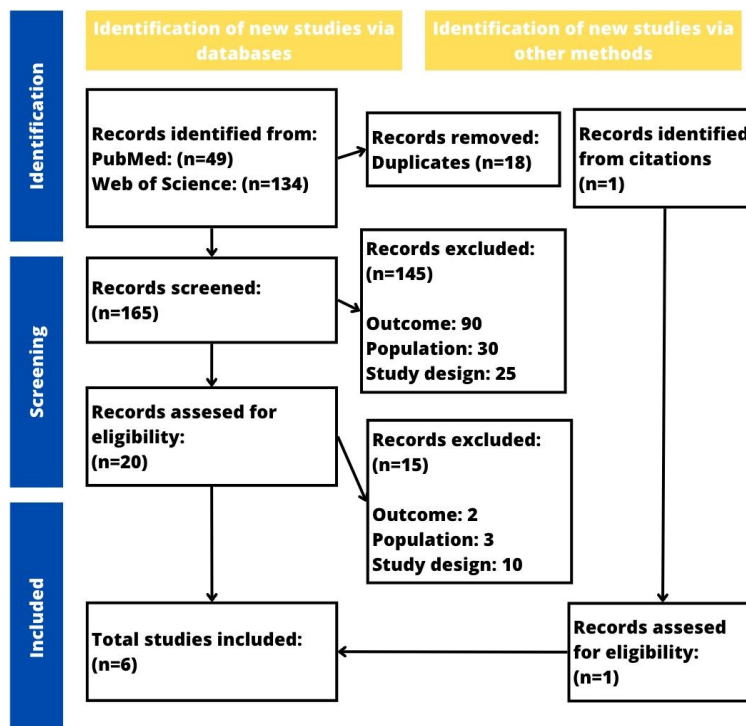 Identification of new studies via
databases
Identification of new studies via
other methods
Identification
Records identified from:
PubMed: (n=49)
Web of Science: (n=134)
Records removed:
Duplicates (n=18)
Records identified
from citations
(n=1)
Screening
Records screened:
(n=165)
Records excluded:
(n=145)
Outcome: 90
Population: 30
Study design: 25
Records assesed for
eligibility:
(n=20)
Records excluded:
(n=15)
Outcome: 2
Population: 3
Study design: 10
Included
Total studies included:
(n=6)
Records assesed
for eligibility:
(n=1)